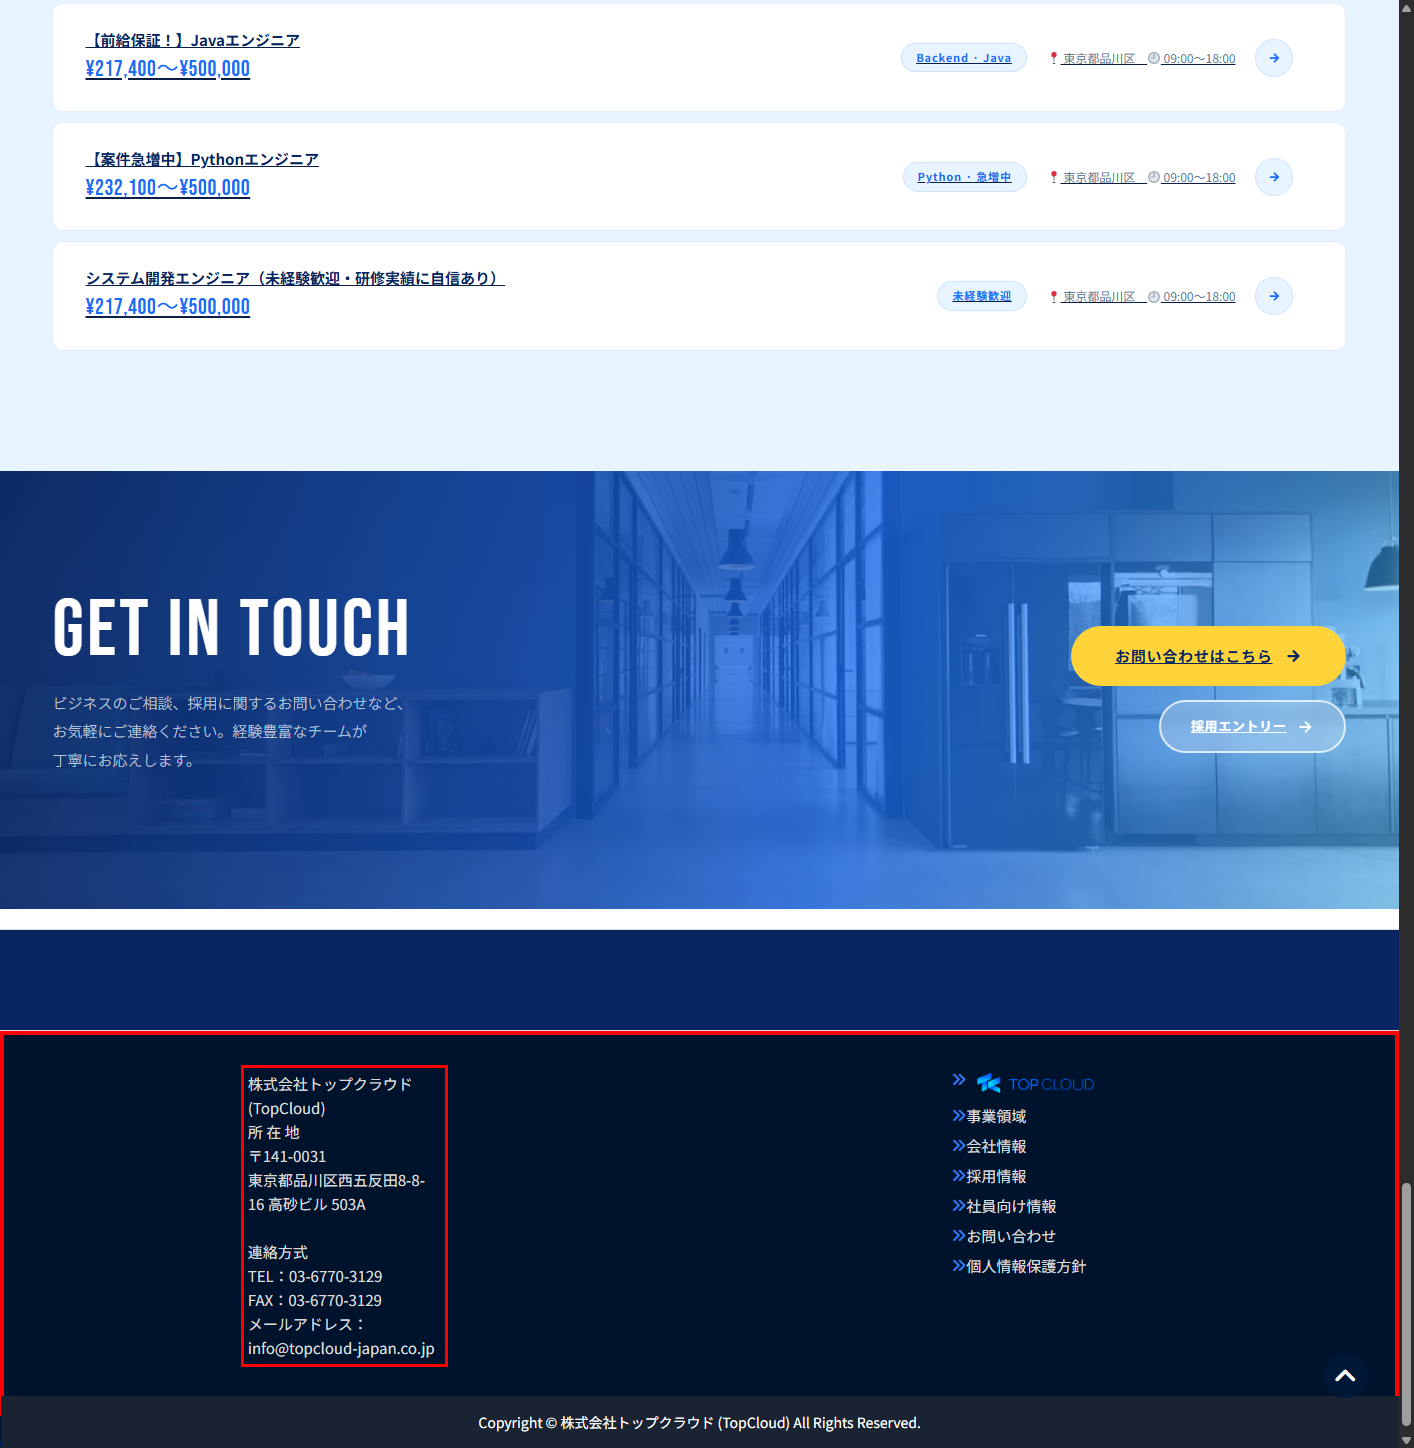 【前給保証！】Javaエンジニア
¥217,400〜¥500,000
Backend · Java
東京都品川区
09:00〜18:00
【案件急増中】Pythonエンジニア
¥232,100〜¥500,000
Python · 急増中
東京都品川区
09:00〜18:00
システム開発エンジニア（未経験歓迎・研修実績に自信あり）
¥217,400〜¥500,000
未経験歓迎
東京都品川区
09:00〜18:00
GET IN TOUCH
ビジネスのご相談、採用に関するお問い合わせなど、
お気軽にご連絡ください。経験豊富なチームが
丁寧にお応えします。
お問い合わせはこちら
採用エントリー
株式会社トップクラウド
(TopCloud)
所 在 地
〒141-0031
東京都品川区西五反田8-8-
16 高砂ビル 503A
連絡方式
TEL：03-6770-3129
FAX：03-6770-3129
メールアドレス：
info@topcloud-japan.co.jp
TOP CLOUD
事業領域
会社情報
採用情報
社員向け情報
お問い合わせ
個人情報保護方針
Copyright © 株式会社トップクラウド (TopCloud) All Rights Reserved.